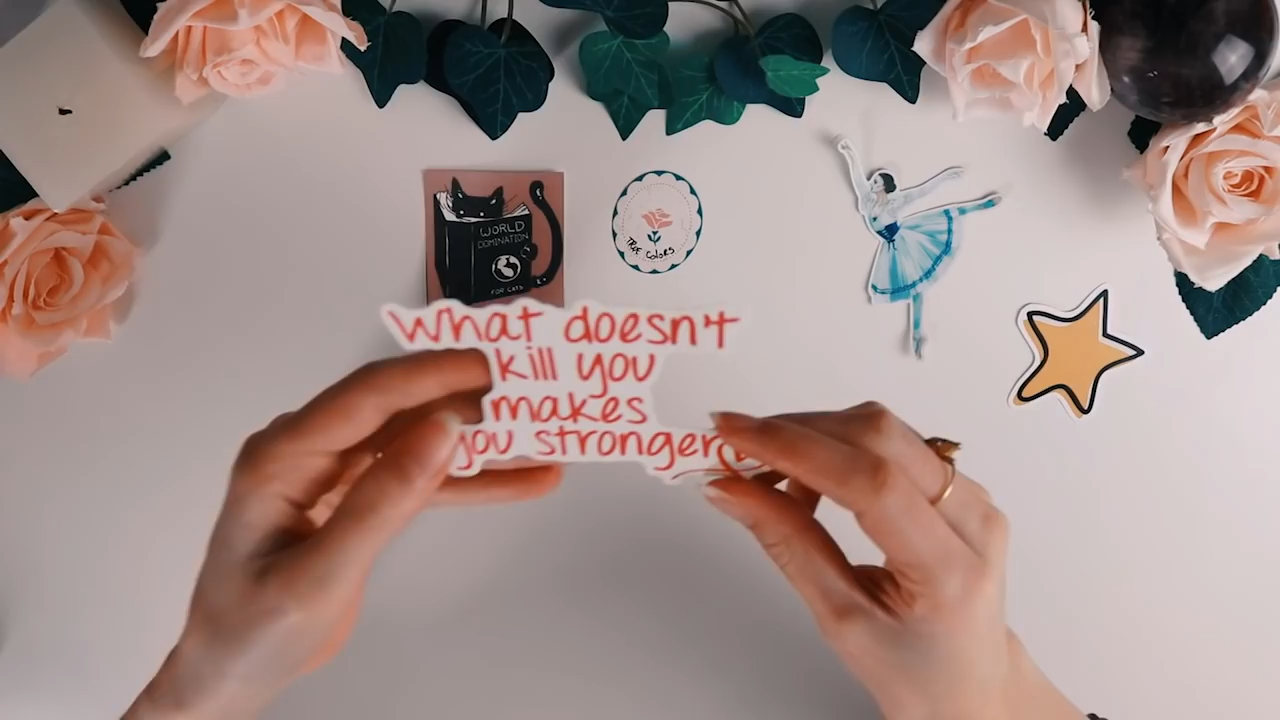 WORLD
DOMINATION
FOR CATS
TRUE COLORS
What doesn't
kill you
makes
you stronger